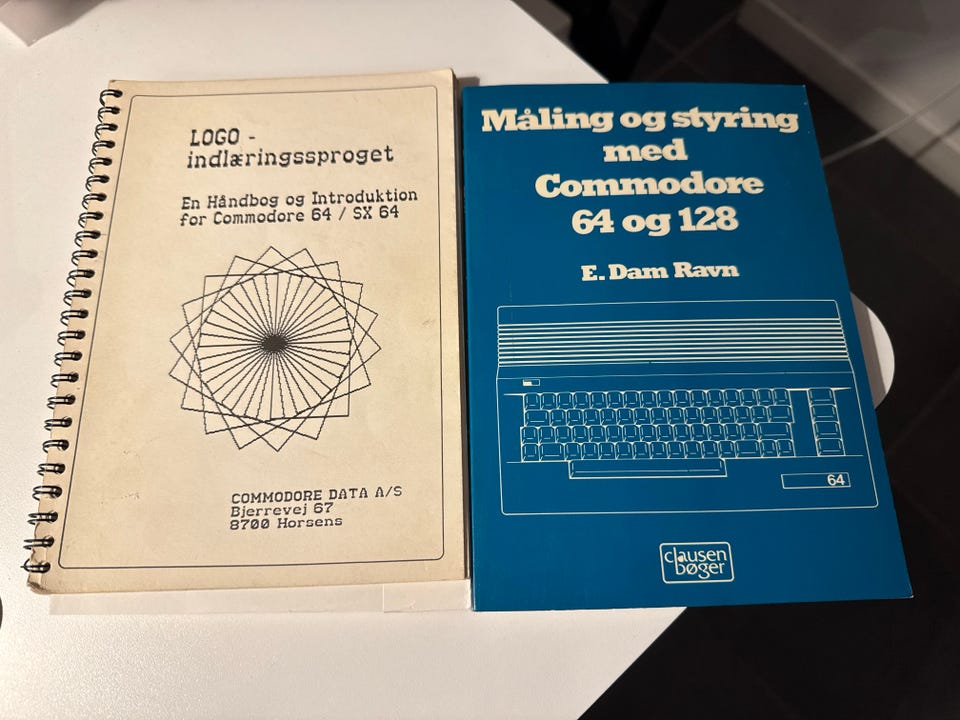 LOGO -
indlæringssproget
En Håndbog og Introduktion
for Commodore 64 / SX 64
COMMODORE DATA A/S
Bjerrevej 67
8700 Horsens
Måling og styring
med
Commodore
64 og 128
E. Dam Ravn
64
clausen
bøger